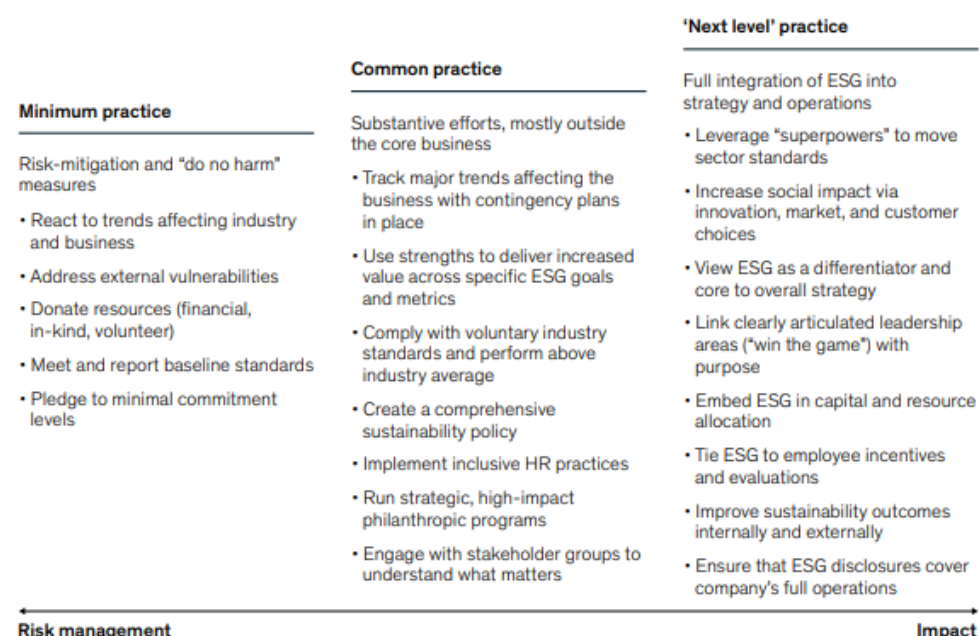 Minimum practice
Risk-mitigation and "do no harm"
measures
• React to trends affecting industry
and business
• Address external vulnerabilities
• Donate resources (financial,
in-kind, volunteer)
• Meet and report baseline standards
• Pledge to minimal commitment
levels
Common practice
Substantive efforts, mostly outside
the core business
• Track major trends affecting the
business with contingency plans
in place
• Use strengths to deliver increased
value across specific ESG goals
and metrics
• Comply with voluntary industry
standards and perform above
industry average
• Create a comprehensive
sustainability policy
• Implement inclusive HR practices
• Run strategic, high-impact
philanthropic programs
• Engage with stakeholder groups to
understand what matters
‘Next level’ practice
Full integration of ESG into
strategy and operations
• Leverage “superpowers” to move
sector standards
• Increase social impact via
innovation, market, and customer
choices
• View ESG as a differentiator and
core to overall strategy
• Link clearly articulated leadership
areas (“win the game”) with
purpose
• Embed ESG in capital and resource
allocation
• Tie ESG to employee incentives
and evaluations
• Improve sustainability outcomes
internally and externally
• Ensure that ESG disclosures cover
company’s full operations
Risk management
Impact